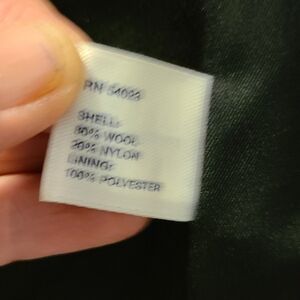 RN 54023
SHELL:
80% WOOL
20% NYLON
LINING:
100% POLYESTER